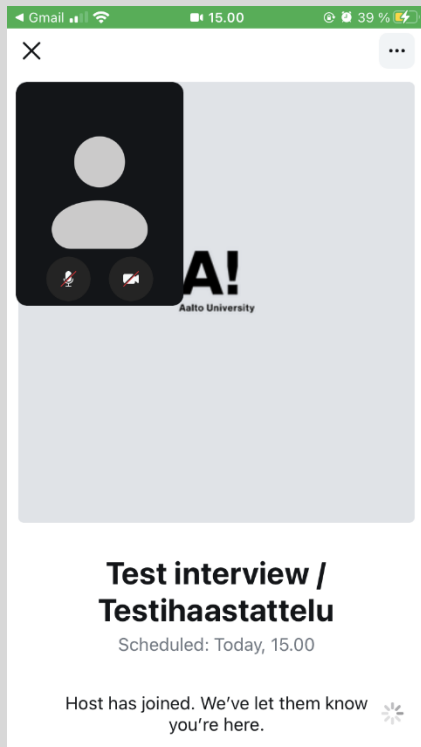 Gmail 15.00 39 %
A!
Aalto University
Test interview /
Testihaastattelu
Scheduled: Today, 15.00
Host has joined. We’ve let them know
you’re here.